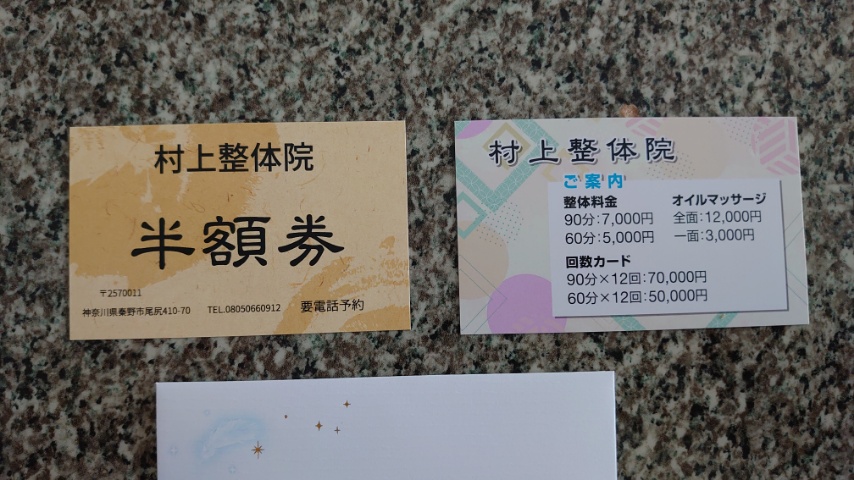 村上整体院
半額券
〒2570011
神奈川県秦野市尾尻410-70 TEL.08050660912 要電話予約
村上整体院
ご案内
整体料金
90分:7,000円
60分:5,000円
オイルマッサージ
全面:12,000円
一面:3,000円
回数カード
90分×12回:70,000円
60分×12回:50,000円